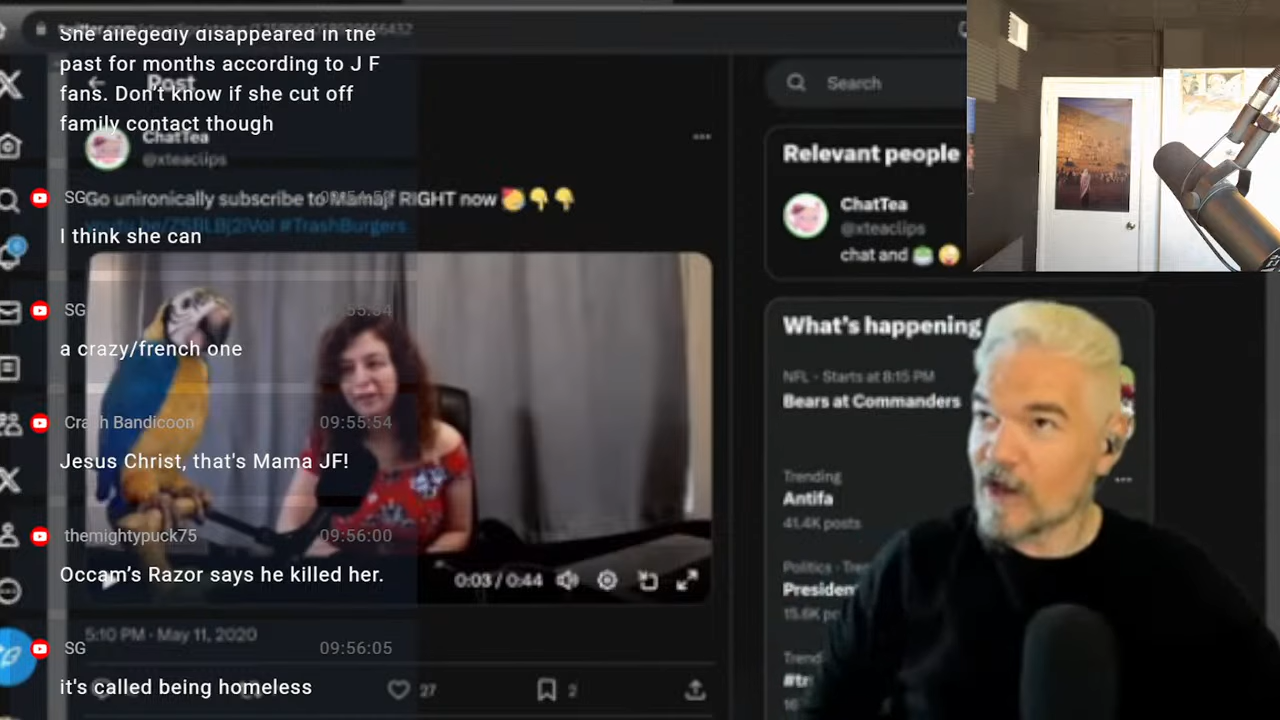 She allegedly disappeared in the
past for months according to J F
fans. Don't know if she cut off
family contact though
Post
ChatTea
@xteaclips
SG
Go unironically subscribe to Mamajf RIGHT now
#TrashBurgers
I think she can
SG
a crazy/french one
Crash Bandicoon
09:55:54
Jesus Christ, that's Mama JF!
themightypuck75
09:56:00
Occam's Razor says he killed her.
0:03 / 0:44
5:10 PM · May 11, 2020
SG
09:56:05
it's called being homeless
27
2
Search
Relevant people
ChatTea
@xteaclips
chat and
What's happening
NFL · Starts at 8:15 PM
Bears at Commanders
Trending
Antifa
41.4K posts
Politics ·
Trend